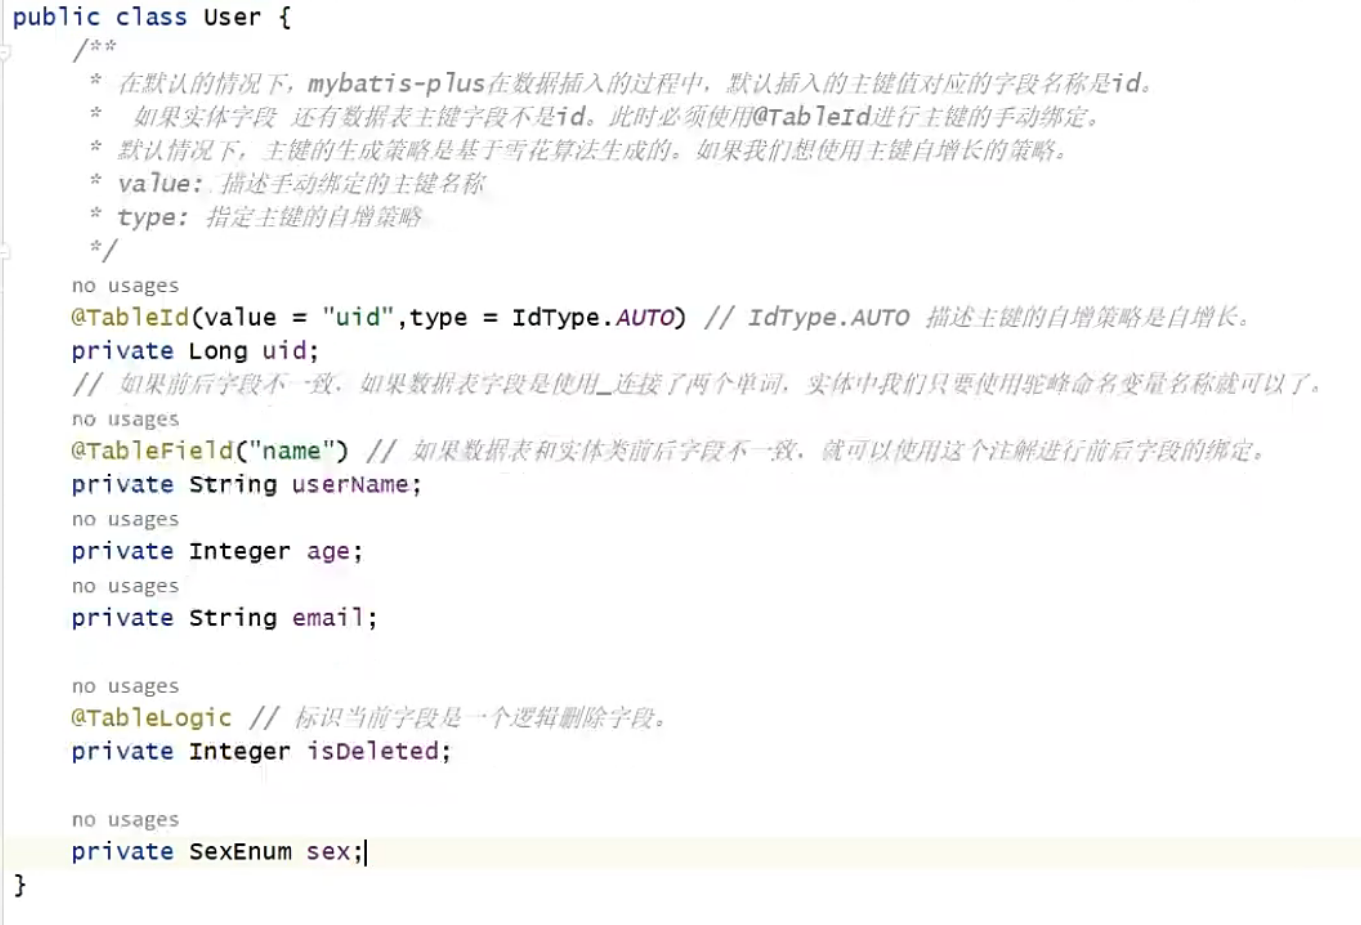 public class User {
/**
* 在默认的情况下，mybatis-plus在数据插入的过程中，默认插入的主键值对应的字段名称是id。
* 如果实体字段 还有数据表主键字段不是id。此时必须使用@TableId进行主键的手动绑定。
* 默认情况下，主键的生成策略是基于雪花算法生成的。如果我们想使用主键自增长的策略。
* value: 描述手动绑定的主键名称
* type: 指定主键的自增策略
*/
no usages
@TableId(value = "uid",type = IdType.AUTO) // IdType.AUTO 描述主键的自增策略是自增长。
private Long uid;
// 如果前后字段不一致，如果数据表字段是使用_连接了两个单词，实体中我们只要使用驼峰命名变量名称就可以了。
no usages
@TableField("name") // 如果数据表和实体类前后字段不一致，就可以使用这个注解进行前后字段的绑定。
private String userName;
no usages
private Integer age;
no usages
private String email;
no usages
@TableLogic // 标识当前字段是一个逻辑删除字段。
private Integer isDeleted;
no usages
private SexEnum sex;
}